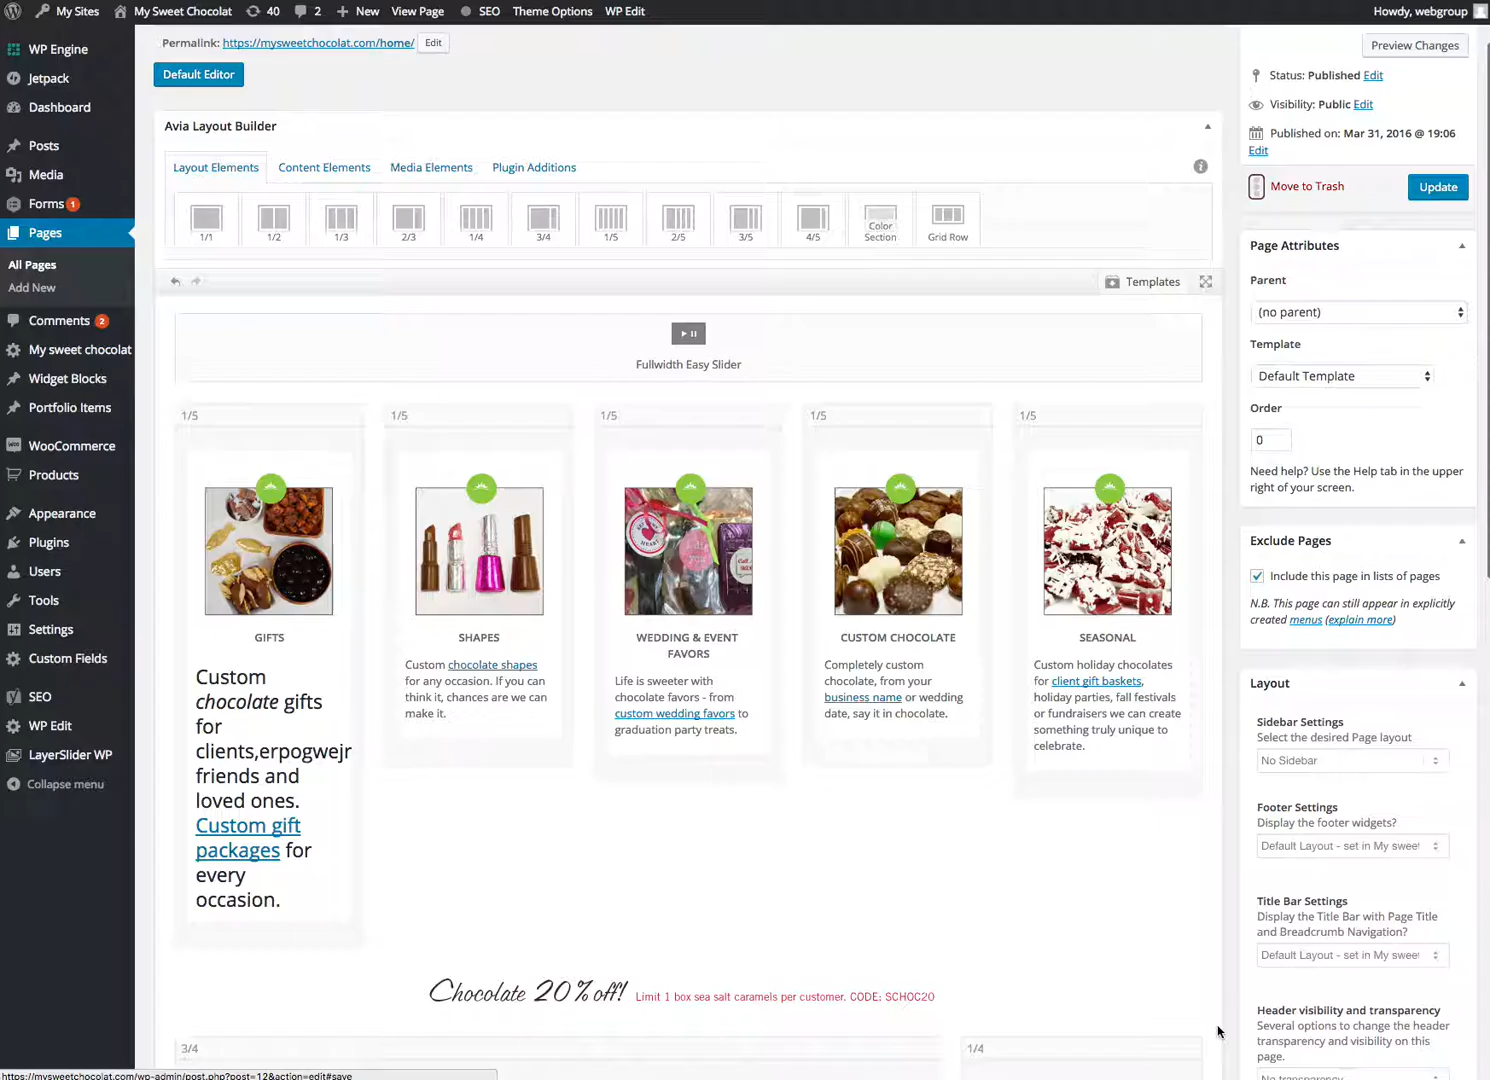 My Sites My Sweet Chocolat 40 2 New View Page SEO Theme Options WP Edit Howdy, webgroup
WP Engine
Jetpack
Dashboard
Posts
Media
Forms 1
Pages
All Pages
Add New
Comments 2
My sweet chocolat
Widget Blocks
Portfolio Items
WooCommerce
Products
Appearance
Plugins
Users
Tools
Settings
Custom Fields
SEO
WP Edit
LayerSlider WP
Collapse menu
Permalink: https://mysweetchocolat.com/home/ Edit
Default Editor
Avia Layout Builder
Layout Elements Content Elements Media Elements Plugin Additions
1/1 1/2 1/3 2/3 1/4 3/4 1/5 2/5 3/5 4/5 Color Section Grid Row
Templates
Fullwidth Easy Slider
1/5 1/5 1/5 1/5 1/5
GIFTS
Custom
chocolate gifts
for
clients,erpogwejr
friends and
loved ones.
Custom gift
packages for
every
occasion.
SHAPES
Custom chocolate shapes
for any occasion. If you can
think it, chances are we can
make it.
WEDDING & EVENT
FAVORS
Life is sweeter with
chocolate favors - from
custom wedding favors to
graduation party treats.
CUSTOM CHOCOLATE
Completely custom
chocolate, from your
business name or wedding
date, say it in chocolate.
SEASONAL
Custom holiday chocolates
for client gift baskets,
holiday parties, fall festivals
or fundraisers we can create
something truly unique to
celebrate.
Chocolate 20% off! Limit 1 box sea salt caramels per customer. CODE: SCHOC20
3/4 1/4
Preview Changes
Status: Published Edit
Visibility: Public Edit
Published on: Mar 31, 2016 @ 19:06
Edit
Move to Trash Update
Page Attributes
Parent
(no parent)
Template
Default Template
Order
0
Need help? Use the Help tab in the upper
right of your screen.
Exclude Pages
Include this page in lists of pages
N.B. This page can still appear in explicitly
created menus (explain more)
Layout
Sidebar Settings
Select the desired Page layout
No Sidebar
Footer Settings
Display the footer widgets?
Default Layout - set in My sweet
Title Bar Settings
Display the Title Bar with Page Title
and Breadcrumb Navigation?
Default Layout - set in My sweet
Header visibility and transparency
Several options to change the header
transparency and visibility on this
page.
No transparency
https://mysweetchocolat.com/wp-admin/post.php?post=12&action=edit#save